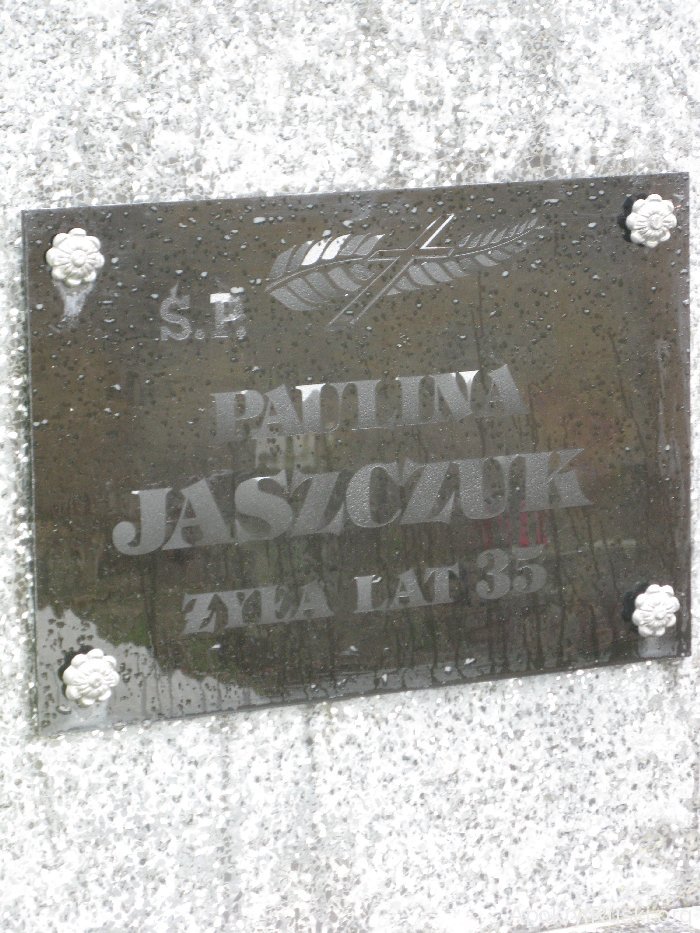 Ś.P.
PAULINA
JASZCZUK
ŻYŁA LAT 35